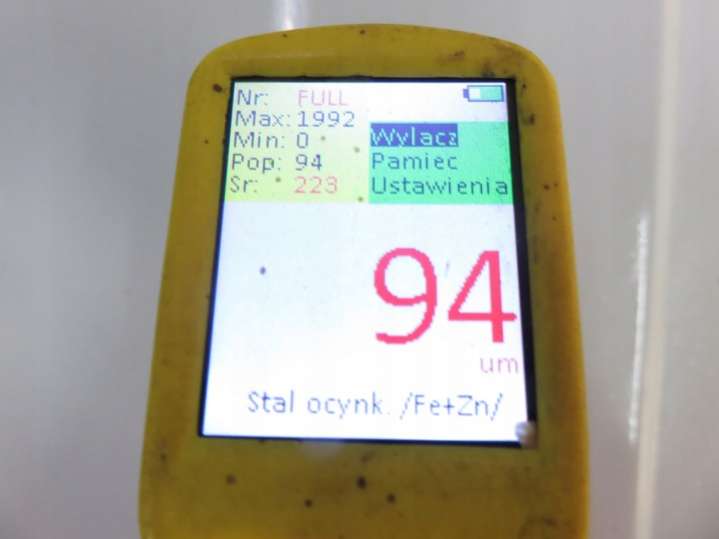 Nr: FULL
Max: 1992
Min: 0
Pop: 94
Sr: 223
Wylacz
Pamiec
Ustawienia
94
um
Stal ocynk. /Fe+Zn/